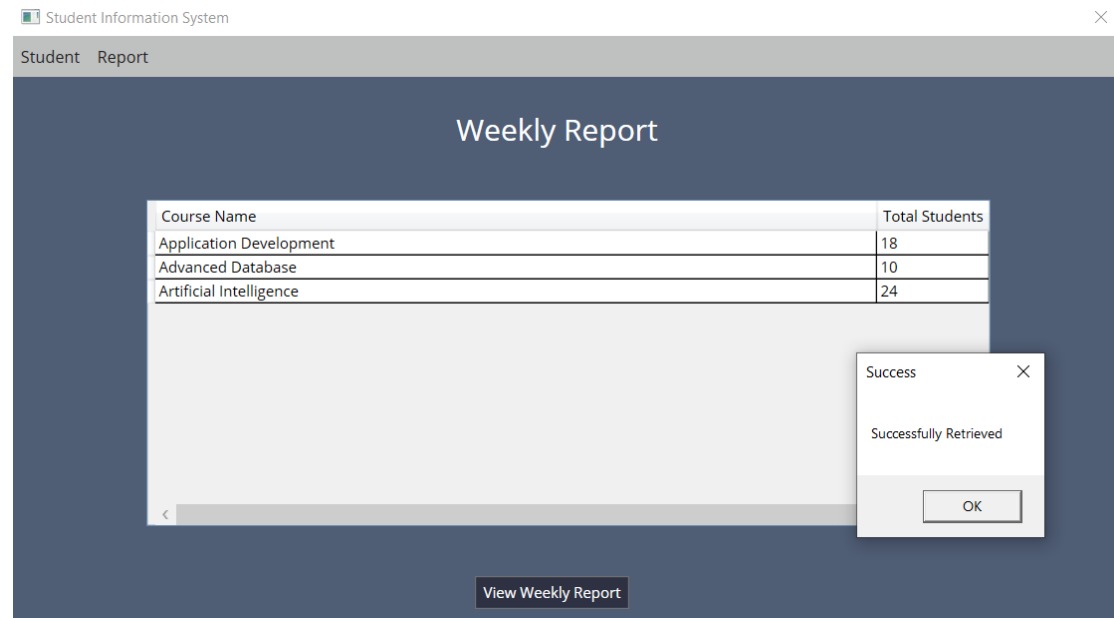 Student Information System
Student Report
Weekly Report
Course Name Total Students
Application Development 18
Advanced Database 10
Artificial Intelligence 24
Success
Successfully Retrieved
OK
View Weekly Report